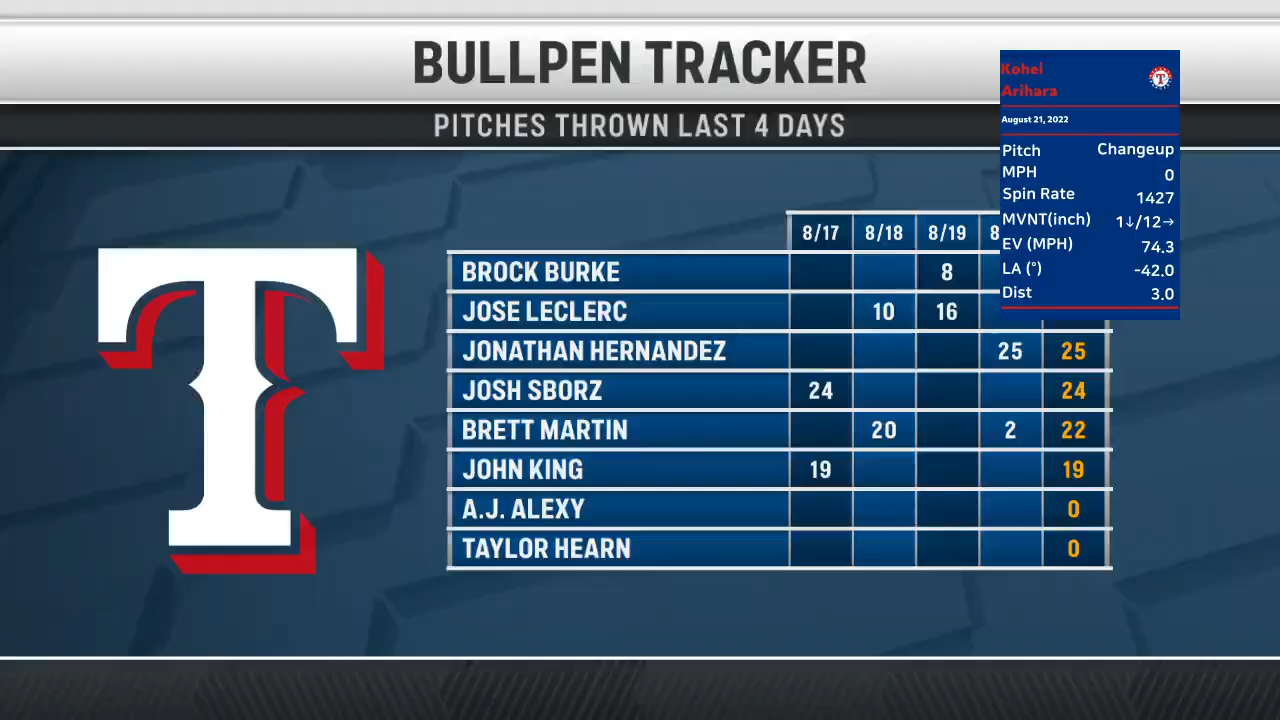 BULLPEN TRACKER
PITCHES THROWN LAST 4 DAYS
8/17 8/18 8/19 8
BROCK BURKE 8
JOSE LECLERC 10 16
JONATHAN HERNANDEZ 25 25
JOSH SBORZ 24 24
BRETT MARTIN 20 2 22
JOHN KING 19 19
A.J. ALEXY 0
TAYLOR HEARN 0
T
Kohei
Arihara
T
August 21, 2022
Pitch Changeup
MPH 0
Spin Rate 1427
MVNT(inch) 1↓/12→
EV (MPH) 74.3
LA (°) -42.0
Dist 3.0